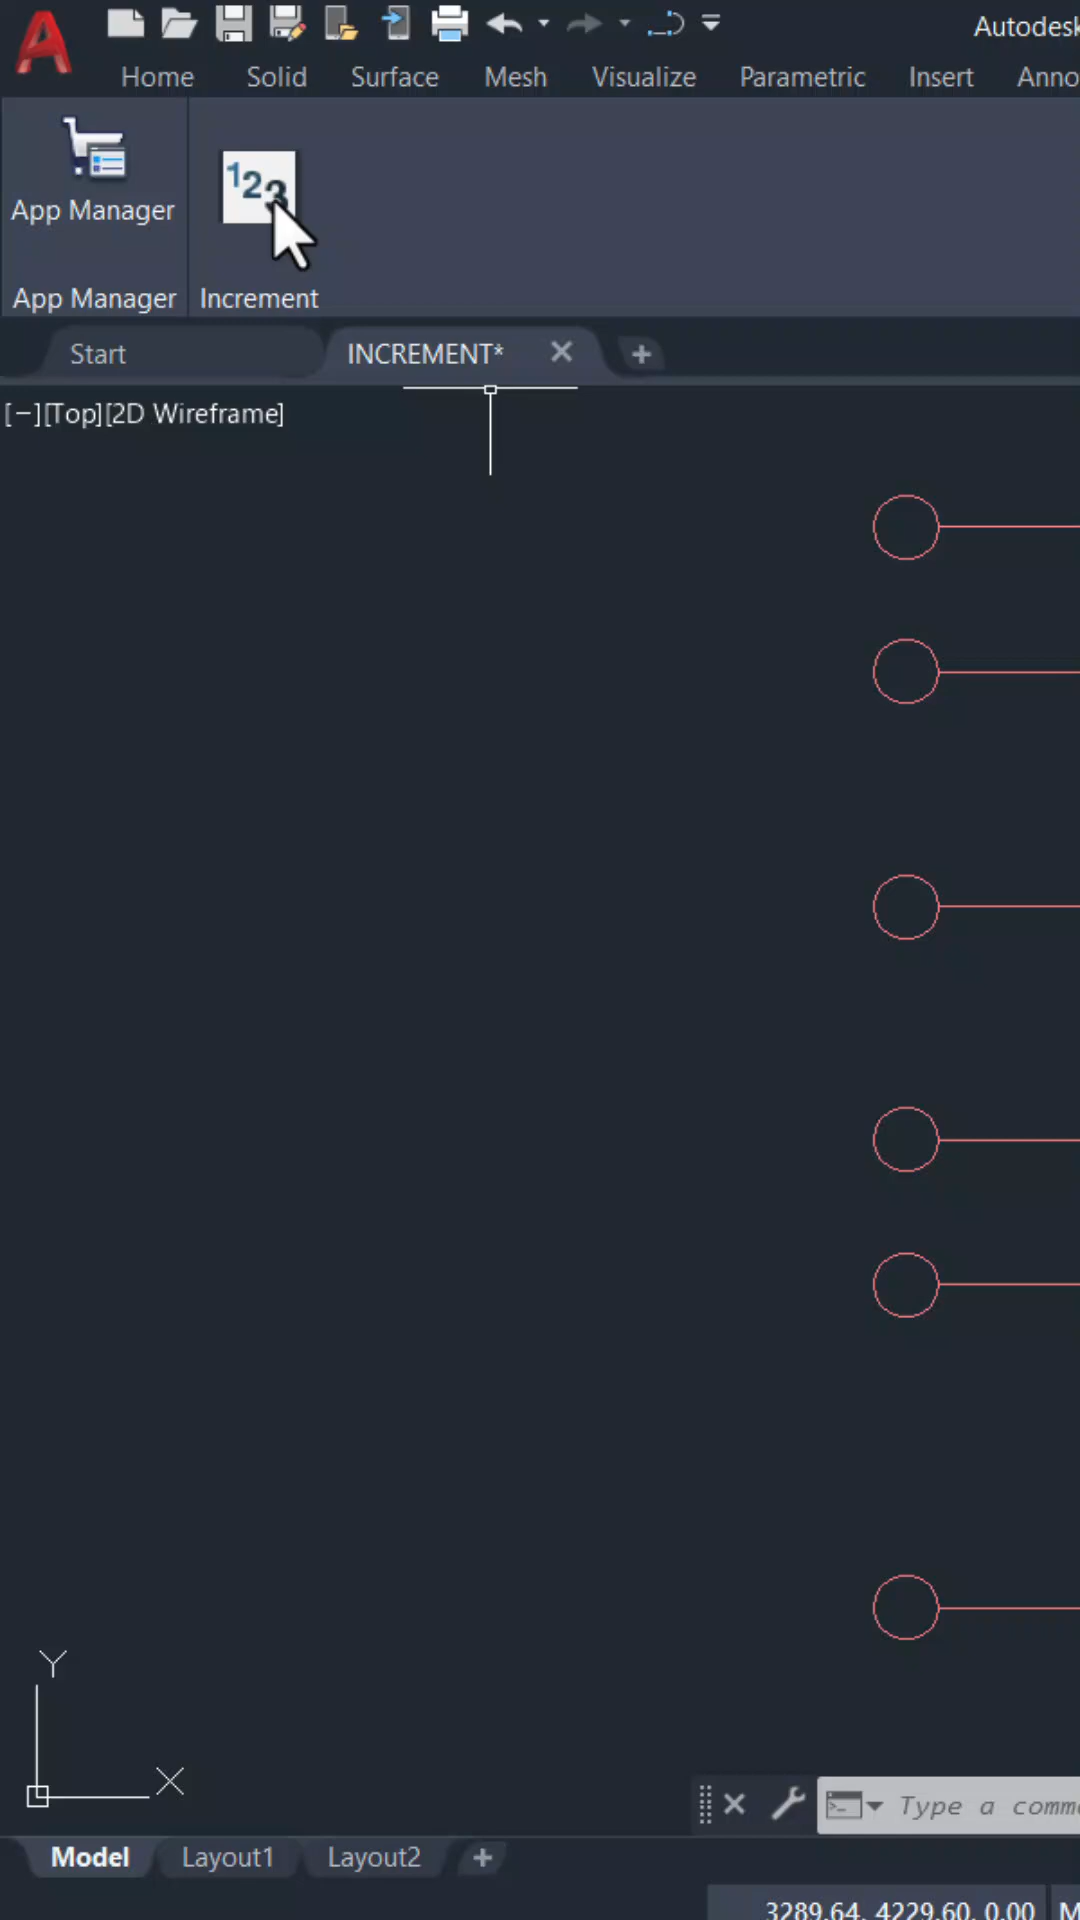 Autodesk
Home Solid Surface Mesh Visualize Parametric Insert Anno
123
App Manager
App Manager Increment
Start INCREMENT* +
[−][Top][2D Wireframe]
Y
X
Type a comm
Model Layout1 Layout2 +
3289.64, 4229.60, 0.00 M